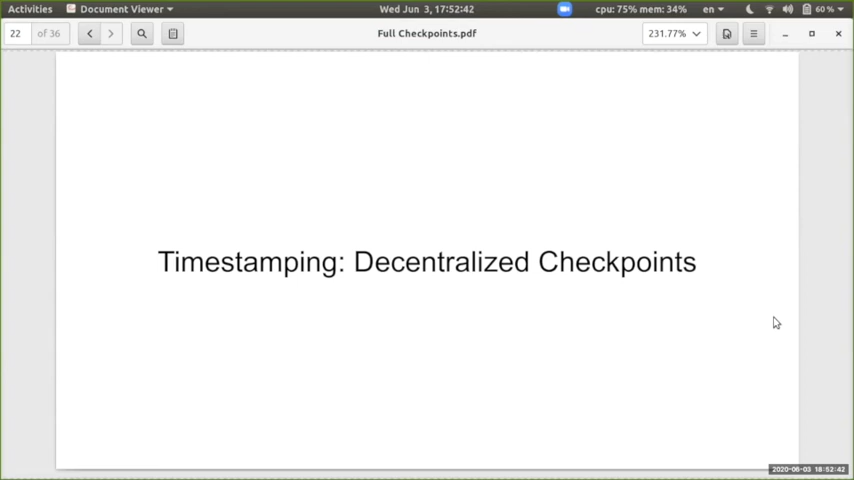 Activities Document Viewer Wed Jun 3, 17:52:42 cpu: 75% mem: 34% en 60 %
22 of 36 Full Checkpoints.pdf 231.77%
Timestamping: Decentralized Checkpoints
2020-06-03 18:52:42